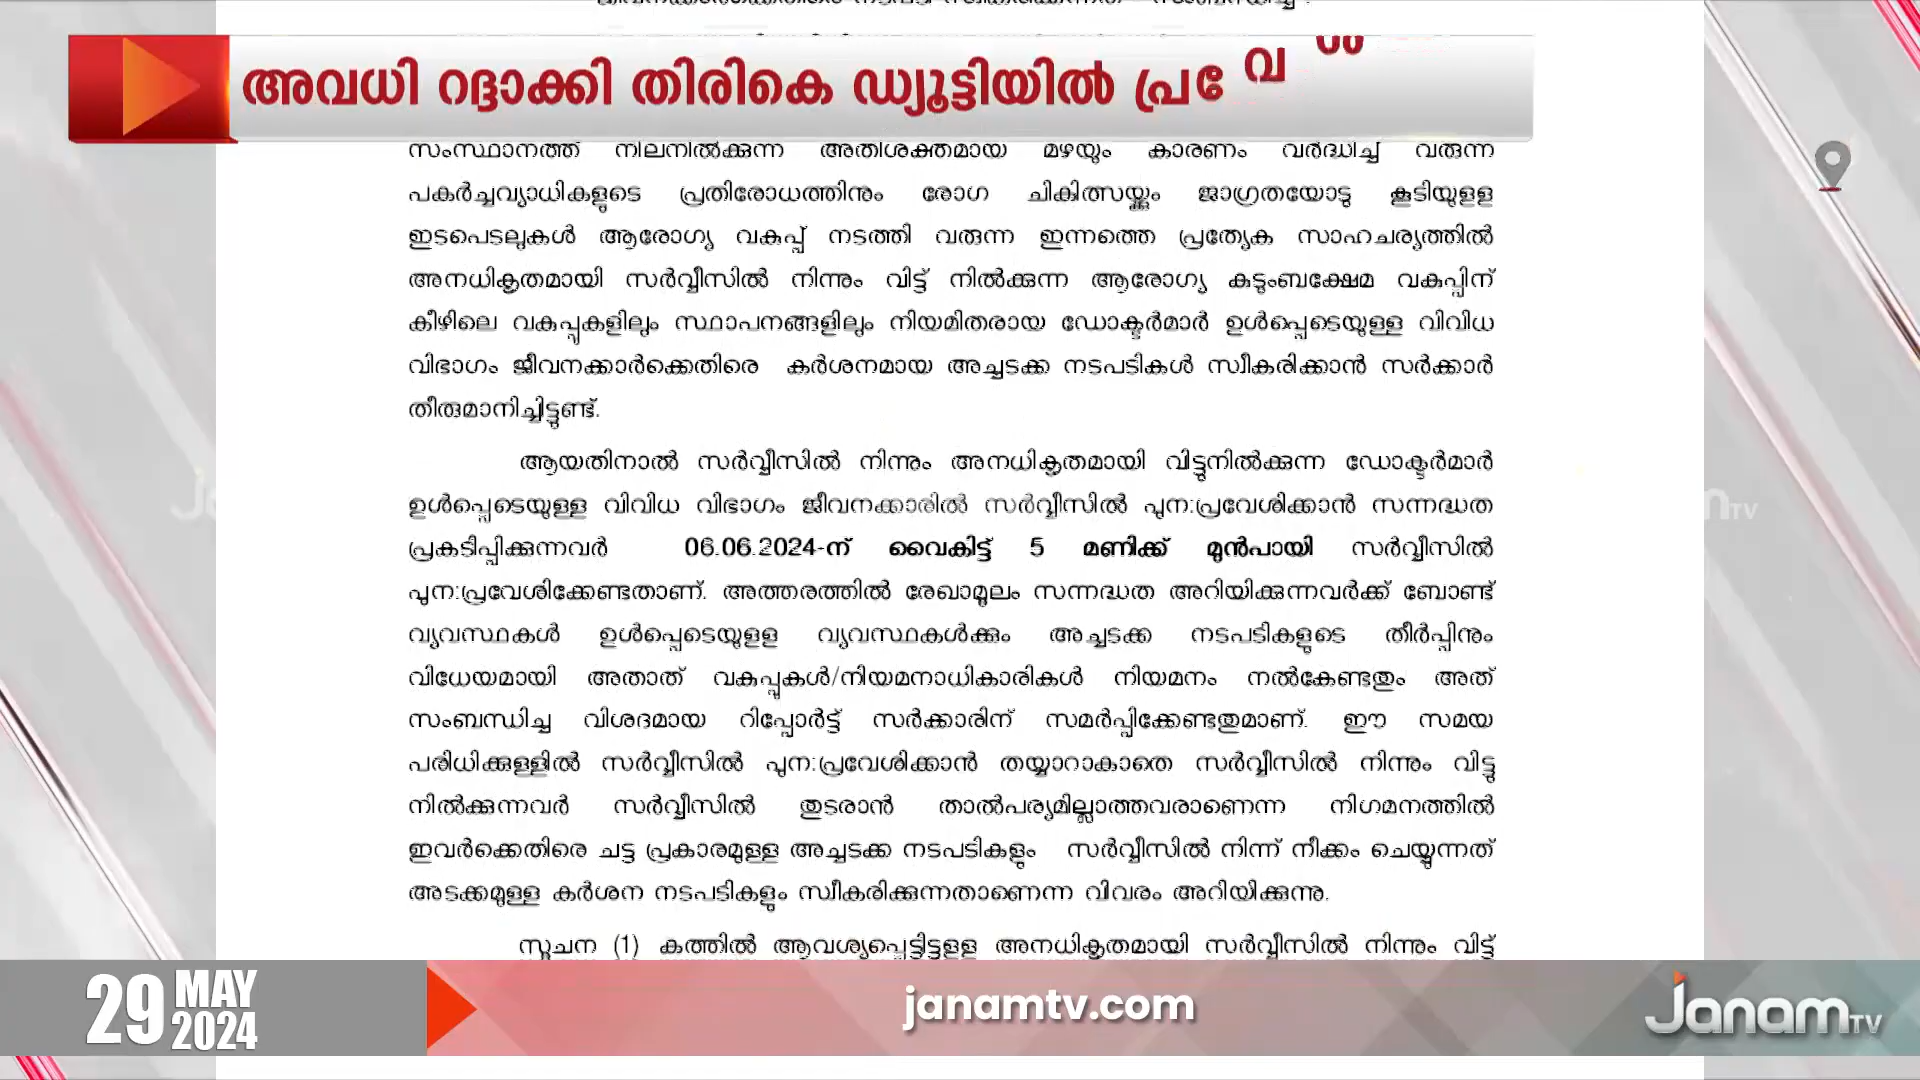 അവധി റദ്ദാക്കി തിരികെ ഡ്യൂട്ടിയിൽ പ്രവേ
സംസ്ഥാനത്ത് നിലനിൽക്കുന്ന അതിശക്തമായ മഴയും കാരണം വർദ്ധിച്ച് വരുന്ന
പകർച്ചവ്യാധികളുടെ പ്രതിരോധത്തിനും രോഗ ചികിത്സയ്ക്കും ജാഗ്രതയോടു കൂടിയുളള
ഇടപെടലുകൾ ആരോഗ്യ വകുപ്പ് നടത്തി വരുന്ന ഇന്നത്തെ പ്രത്യേക സാഹചര്യത്തിൽ
അനധികൃതമായി സർവ്വീസിൽ നിന്നും വിട്ട് നിൽക്കുന്ന ആരോഗ്യ കുടുംബക്ഷേമ വകുപ്പിന്
കീഴിലെ വകുപ്പുകളിലും സ്ഥാപനങ്ങളിലും നിയമിതരായ ഡോക്ടർമാർ ഉൾപ്പെടെയുള്ള വിവിധ
വിഭാഗം ജീവനക്കാർക്കെതിരെ കർശനമായ അച്ചടക്ക നടപടികൾ സ്വീകരിക്കാൻ സർക്കാർ
തീരുമാനിച്ചിട്ടുണ്ട്.
ആയതിനാൽ സർവ്വീസിൽ നിന്നും അനധികൃതമായി വിട്ടുനിൽക്കുന്ന ഡോക്ടർമാർ
ഉൾപ്പെടെയുള്ള വിവിധ വിഭാഗം ജീവനക്കാരിൽ സർവ്വീസിൽ പുന:പ്രവേശിക്കാൻ സന്നദ്ധത
പ്രകടിപ്പിക്കുന്നവർ 06.06.2024-ന് വൈകിട്ട് 5 മണിക്ക് മുൻപായി സർവ്വീസിൽ
പുന:പ്രവേശിക്കേണ്ടതാണ്. അത്തരത്തിൽ രേഖാമൂലം സന്നദ്ധത അറിയിക്കുന്നവർക്ക് ബോണ്ട്
വ്യവസ്ഥകൾ ഉൾപ്പെടെയുളള വ്യവസ്ഥകൾക്കും അച്ചടക്ക നടപടികളുടെ തീർപ്പിനും
വിധേയമായി അതാത് വകുപ്പുകൾ/നിയമനാധികാരികൾ നിയമനം നൽകേണ്ടതും അത്
സംബന്ധിച്ച വിശദമായ റിപ്പോർട്ട് സർക്കാരിന് സമർപ്പിക്കേണ്ടതുമാണ്. ഈ സമയ
പരിധിക്കുള്ളിൽ സർവ്വീസിൽ പുന:പ്രവേശിക്കാൻ തയ്യാറാകാതെ സർവ്വീസിൽ നിന്നും വിട്ടു
നിൽക്കുന്നവർ സർവ്വീസിൽ തുടരാൻ താൽപര്യമില്ലാത്തവരാണെന്ന നിഗമനത്തിൽ
ഇവർക്കെതിരെ ചട്ട പ്രകാരമുള്ള അച്ചടക്ക നടപടികളും സർവ്വീസിൽ നിന്ന് നീക്കം ചെയ്യുന്നത്
അടക്കമുള്ള കർശന നടപടികളും സ്വീകരിക്കുന്നതാണെന്ന വിവരം അറിയിക്കുന്നു.
സൂചന (1) കത്തിൽ ആവശ്യപ്പെട്ടിട്ടുളള അനധികൃതമായി സർവ്വീസിൽ നിന്നും വിട്ട്
29 MAY 2024
janamtv.com
Janam TV